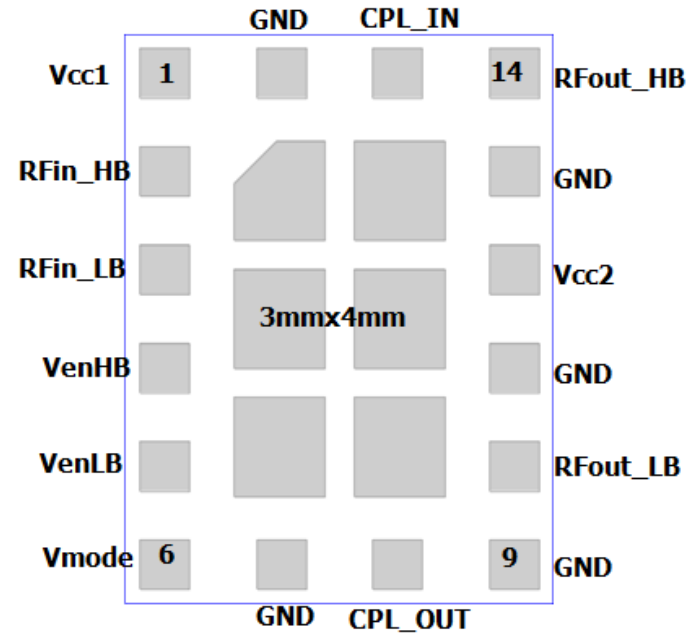 GND CPL_IN
Vcc1 1 14 RFout_HB
RFin_HB GND
RFin_LB Vcc2
3mmx4mm
VenHB GND
VenLB RFout_LB
Vmode 6 9 GND
GND CPL_OUT